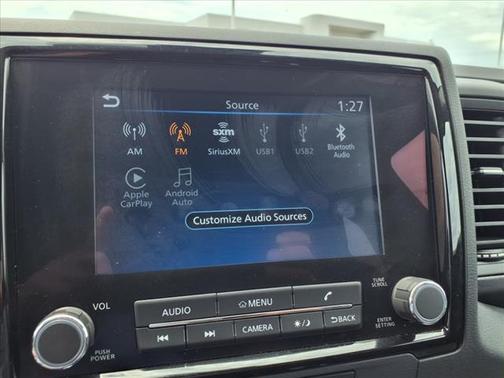 Source 1:27
AM FM sxm SiriusXM USB1 USB2 Bluetooth Audio
Apple CarPlay Android Auto
Customize Audio Sources
VOL
AUDIO MENU
TUNE SCROLL
CAMERA BACK
PUSH POWER
ENTER SETTING